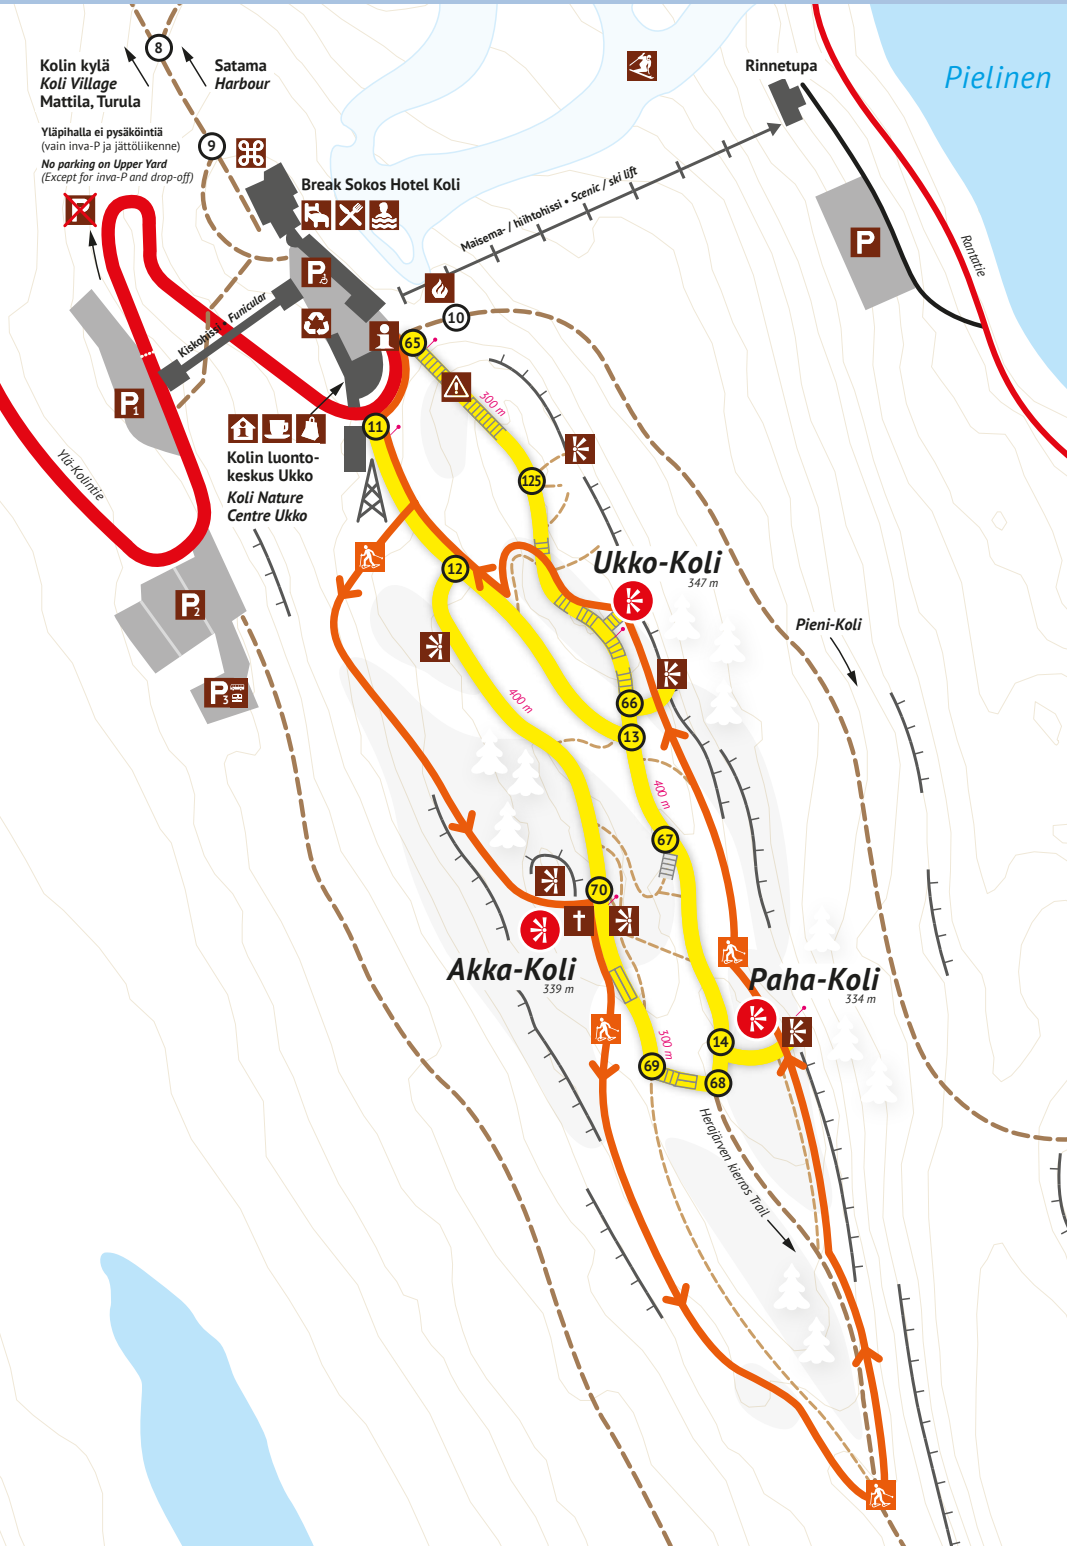 8
Kolin kylä
Koli Village
Mattila, Turula
Satama
Harbour
Rinnetupa
Pielinen
Yläpihalla ei pysäköintiä
(vain inva-P ja jättöliikenne)
No parking on Upper Yard
(Except for inva-P and drop-off)
9
P
Break Sokos Hotel Koli
Maisema- / hiihtohissi • Scenic / ski lift
P
Rantatie
P
Kiskohissi • Funicular
10
65
300 m
P1
11
Kolin luonto-
keskus Ukko
Koli Nature
Centre Ukko
Ylä-Kolintie
125
12
Ukko-Koli
347 m
P2
Pieni-Koli
P3
400 m
66
13
400 m
67
70
Akka-Koli
339 m
Paha-Koli
334 m
300 m
14
69
68
Herajärven kierros Trail